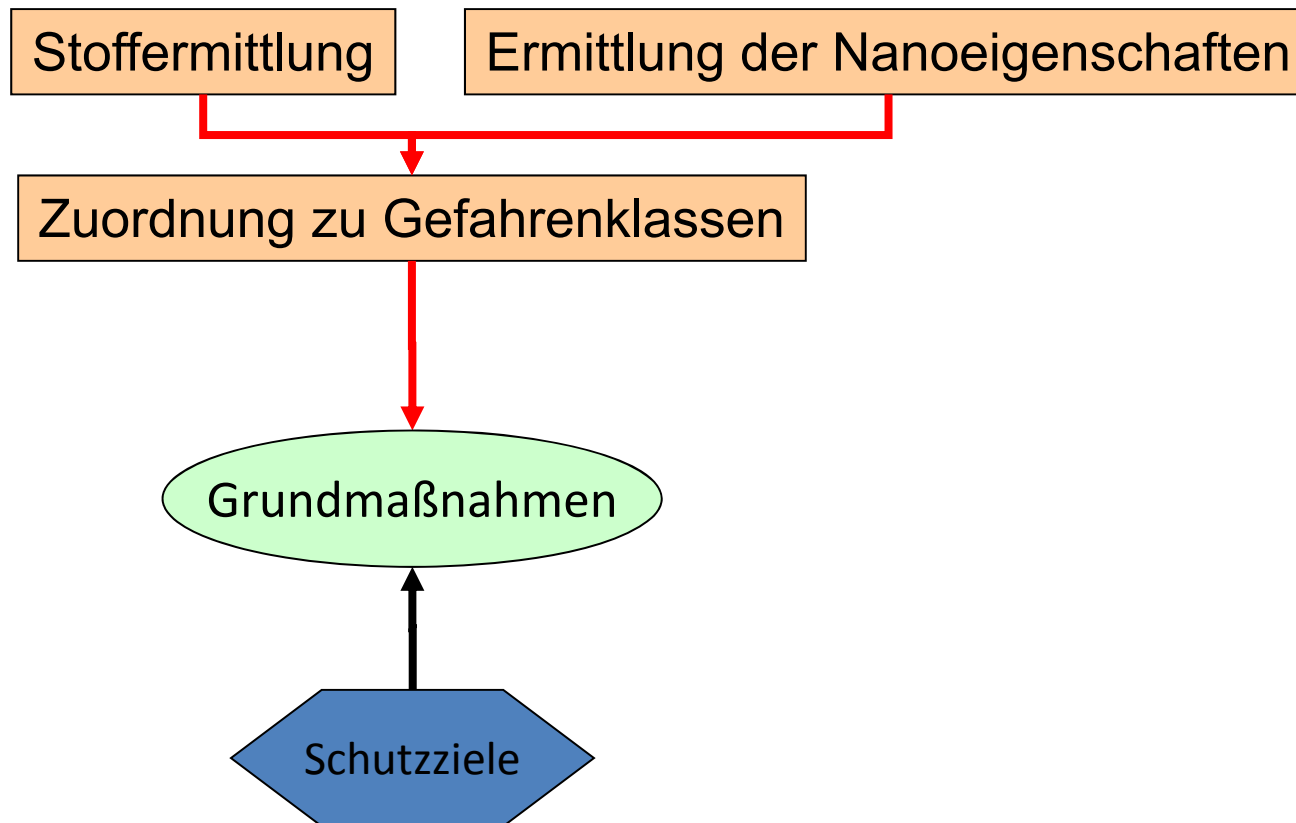 Stoffermittlung
Ermittlung der Nanoeigenschaften
Zuordnung zu Gefahrenklassen
Grundmaßnahmen
Schutzziele